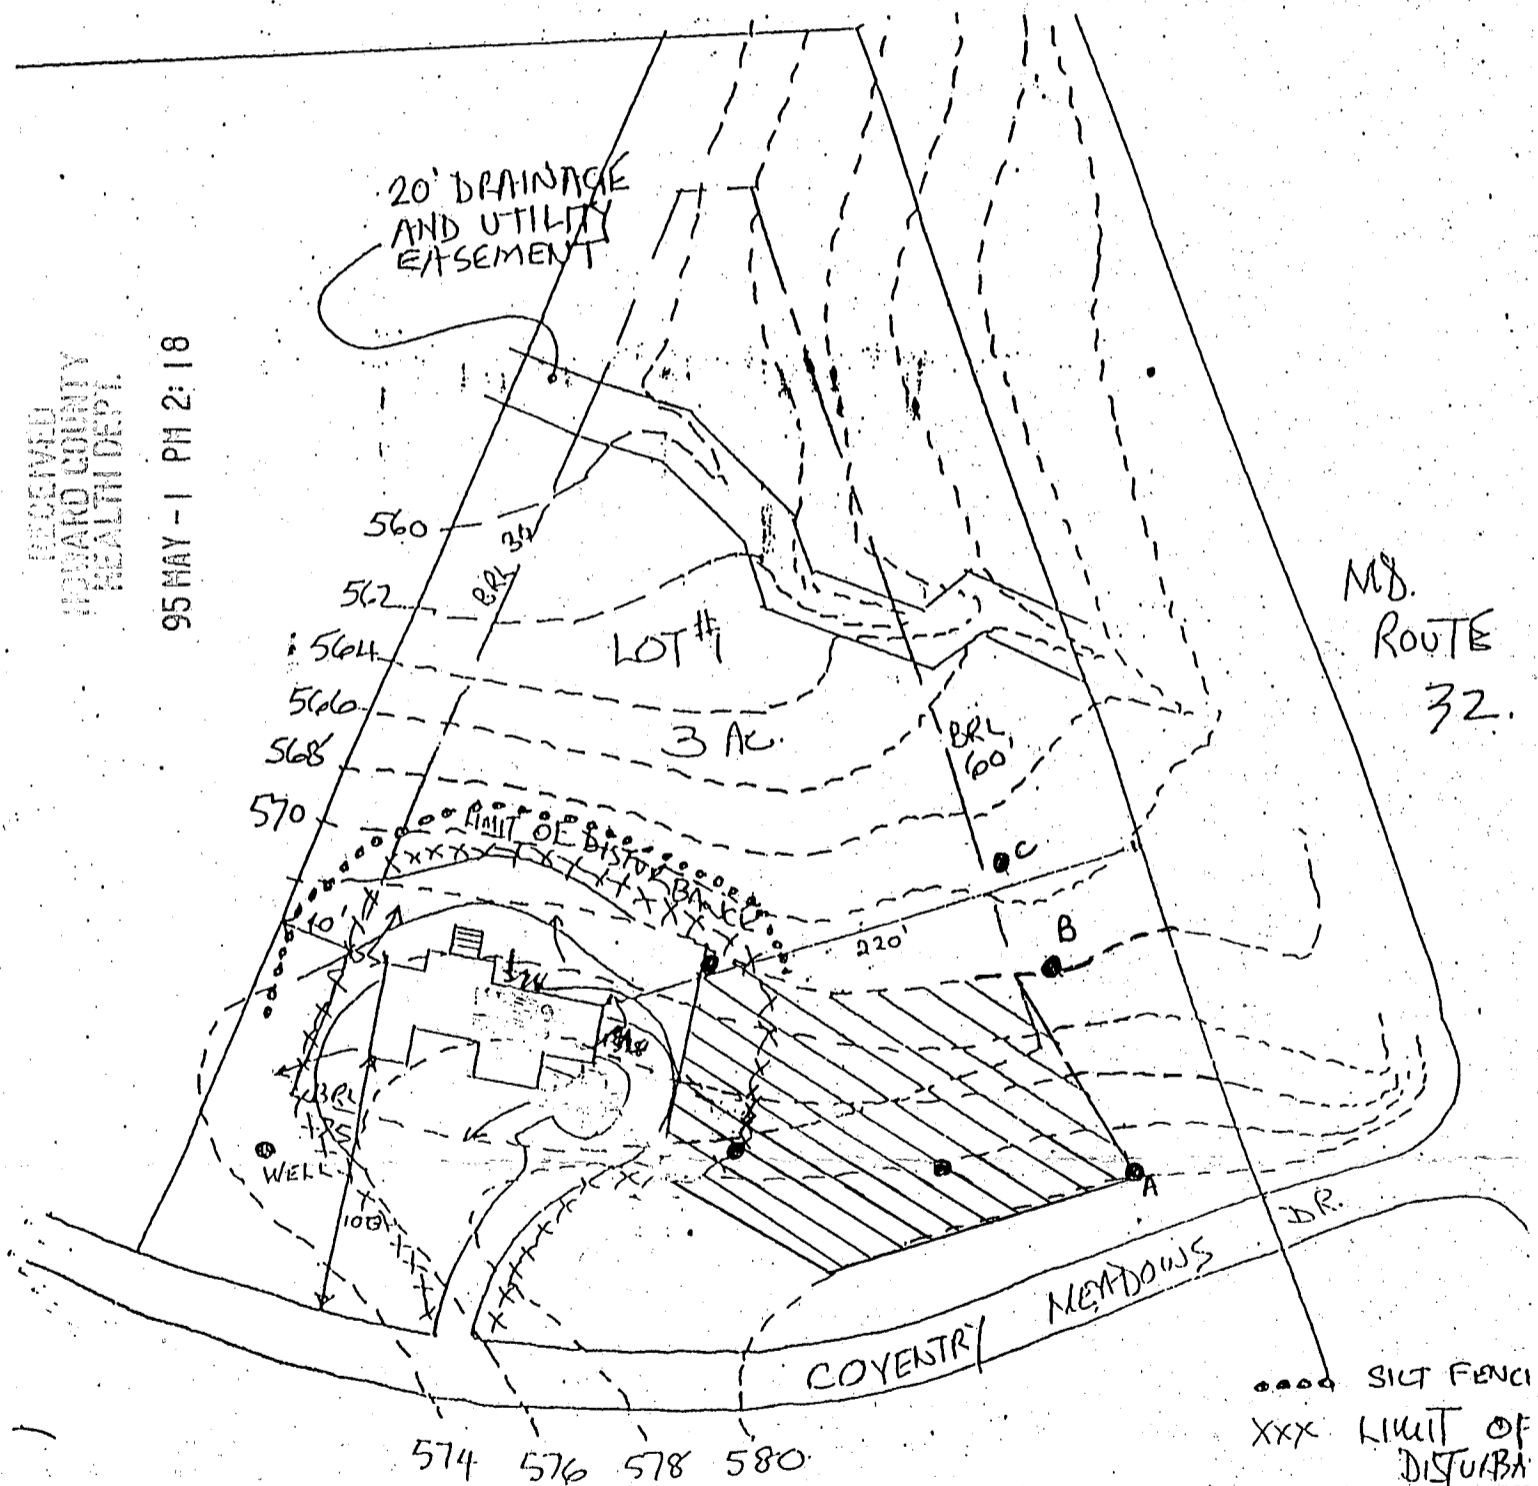 20' DRAINAGE
AND UTILITY
EASEMENT
RECEIVED
HOWARD COUNTY
HEALTH DEPT.
95 MAY -1 PM 2:18
560
562
564
566
568
570
BRL
LOT #1
3 AC.
BRL
60'
MD.
ROUTE
32.
LIMIT OF DISTURBANCE
C
B
A
220'
10'
BRL
WELL
100'
COVENTRY MEADOWS DR.
574 576 578 580
SILT FENC
XXX LIMIT OF
DISTURBA